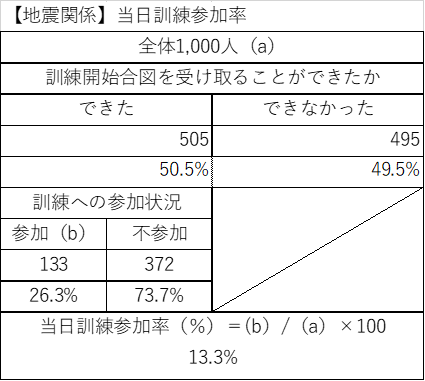 【地震関係】当日訓練参加率
全体1,000人（a）
訓練開始合図を受け取ることができたか
できた できなかった
505 495
50.5% 49.5%
訓練への参加状況
参加（b） 不参加
133 372
26.3% 73.7%
当日訓練参加率（%）＝(b）/（a）×100
13.3%